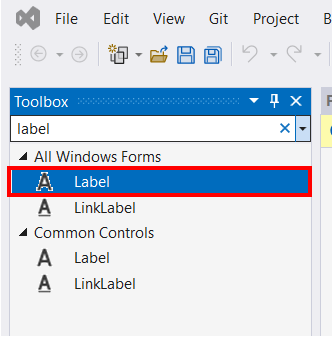 File Edit View Git Project
Toolbox
label
All Windows Forms
Label
LinkLabel
Common Controls
Label
LinkLabel